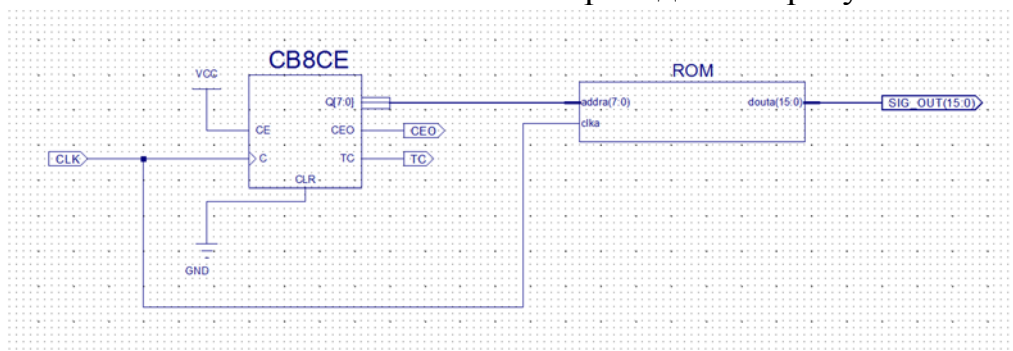 CB8CE
ROM
VCC
Q[7:0]
addra(7:0)
douta(15:0)
SIG_OUT(15:0)
clka
CE
CEO
CEO
CLK
C
TC
TC
CLR
GND